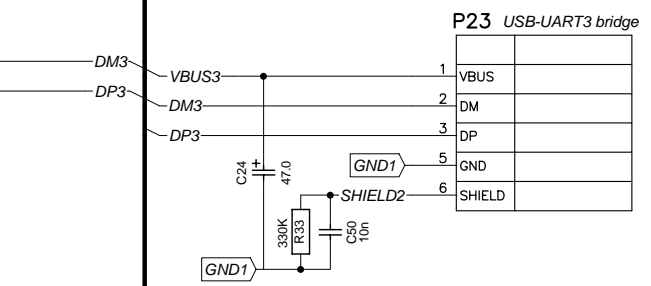 P23 USB-UART3 bridge
DM3
DP3
VBUS3
1 VBUS
DM3
2 DM
DP3
3 DP
GND1
5 GND
SHIELD2
6 SHIELD
C24
+
47.0
330K
R33
C50
10n
GND1